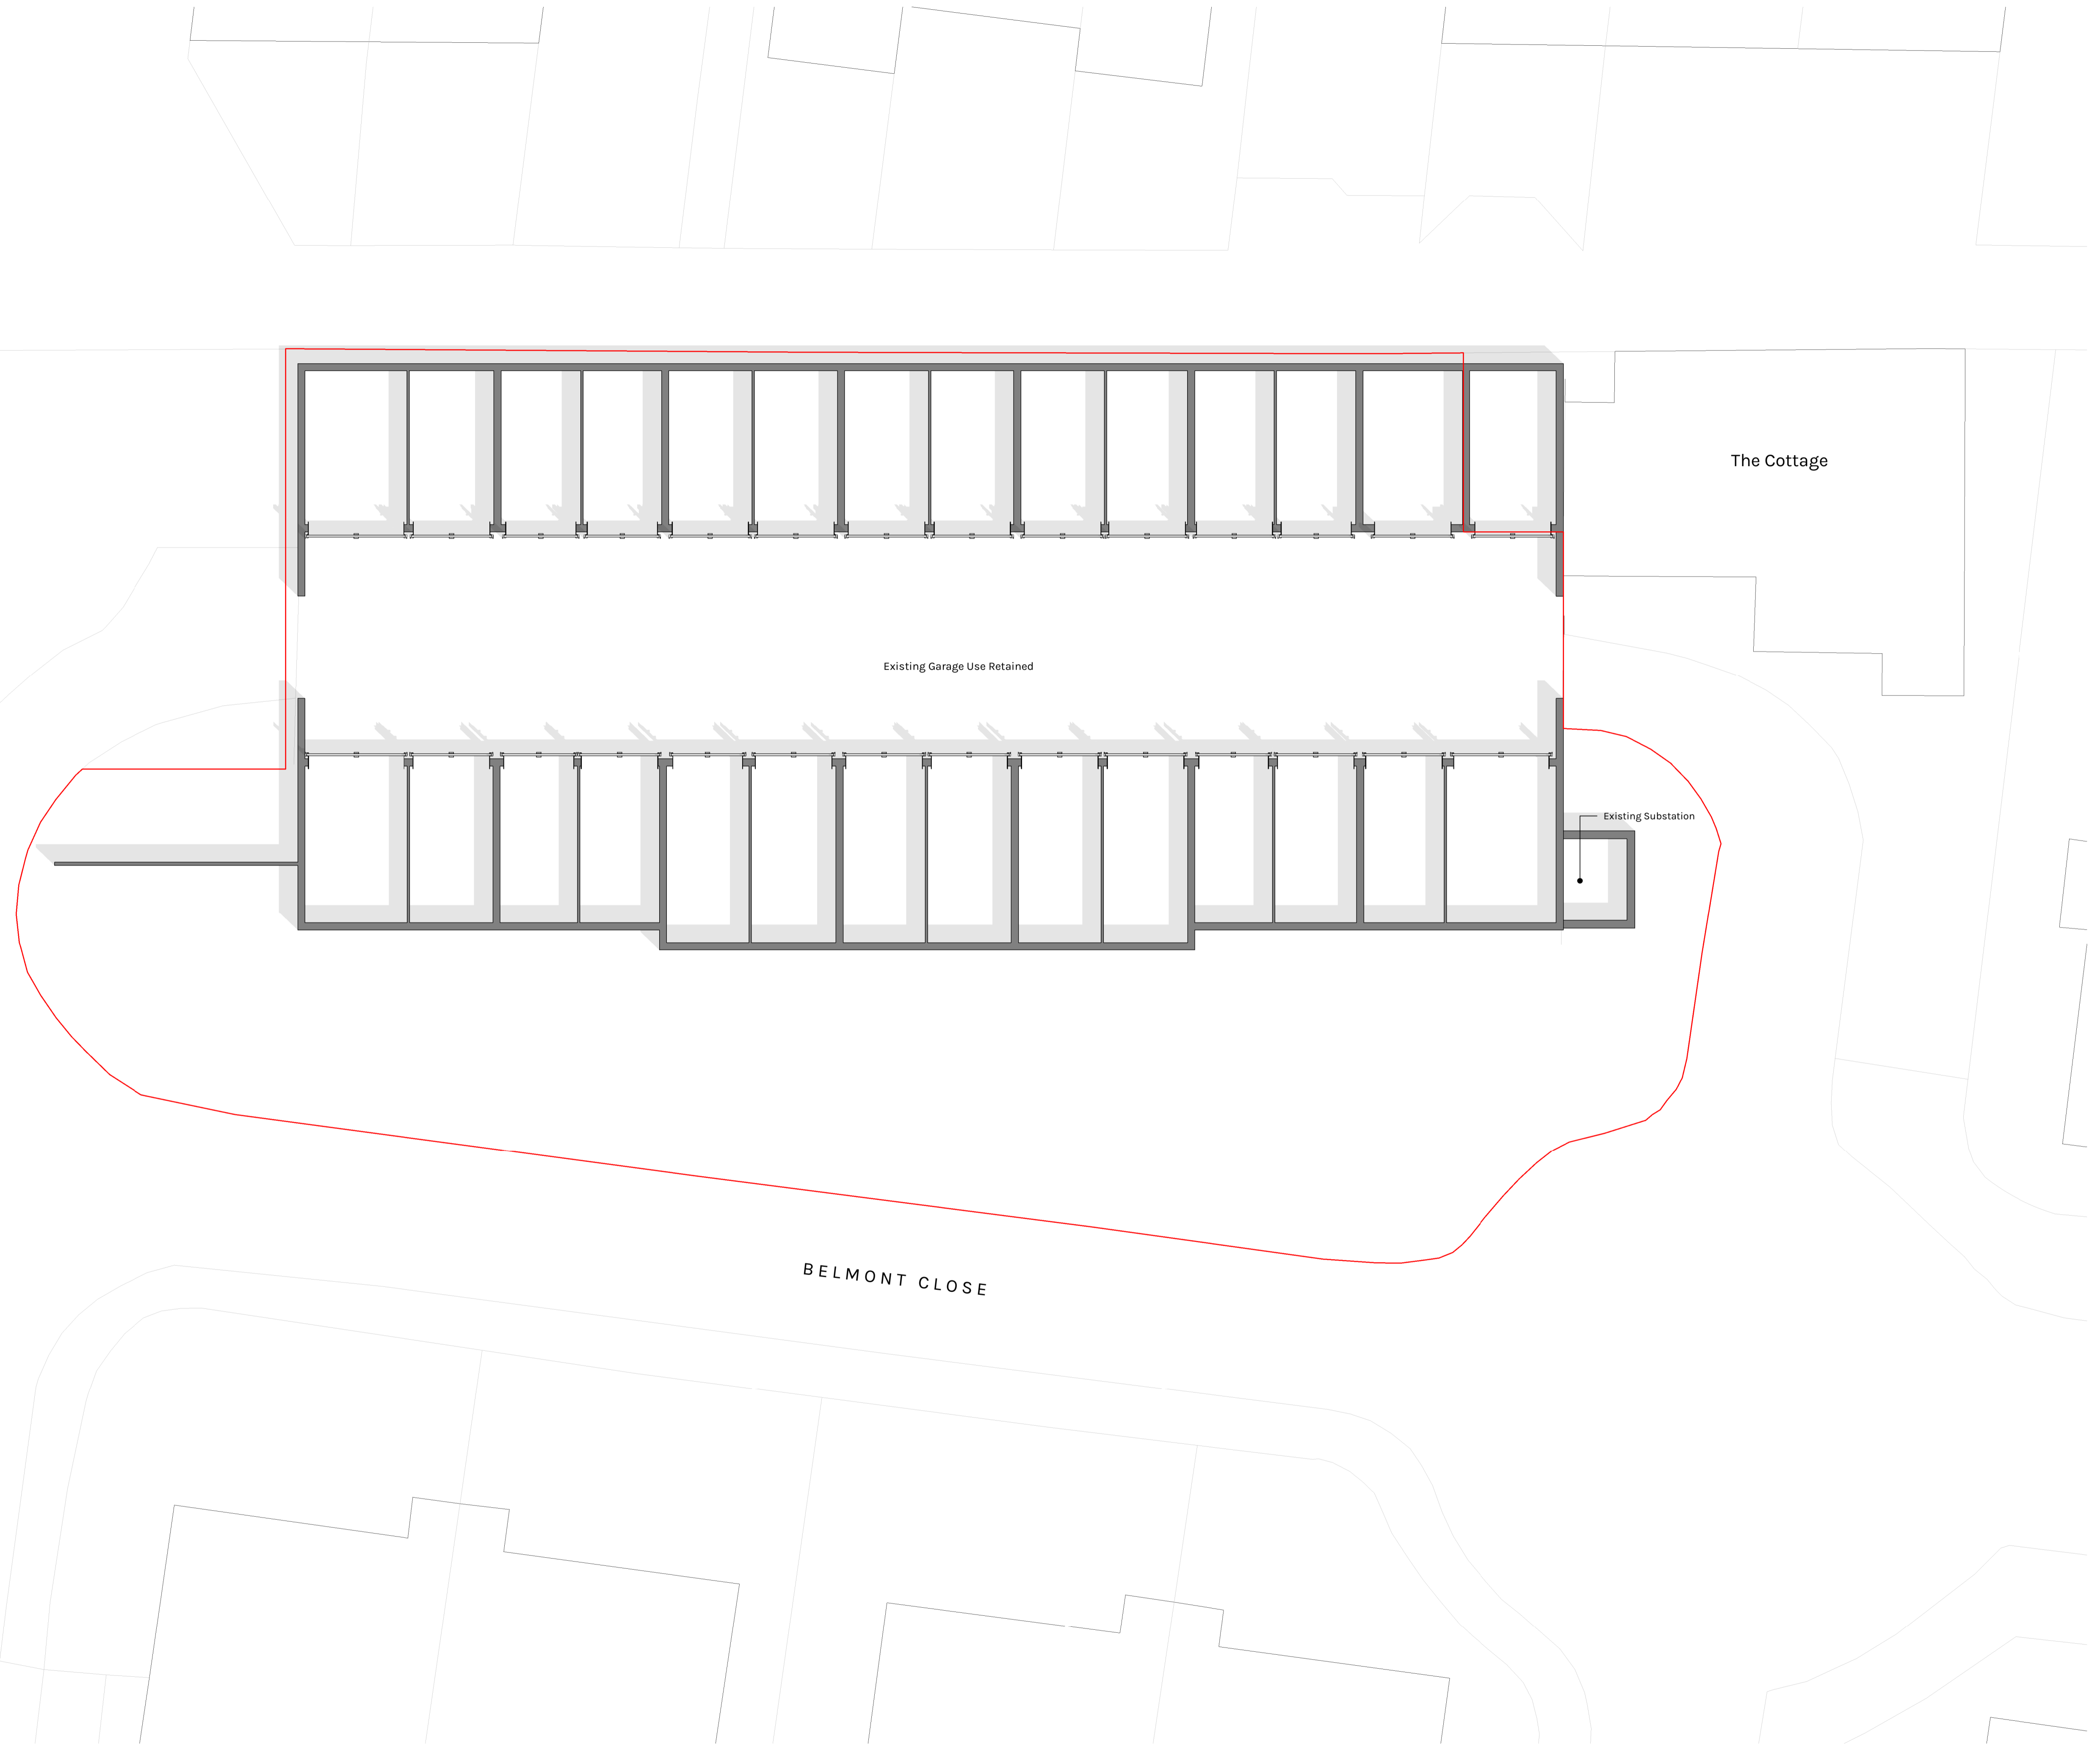 The Cottage
Existing Garage Use Retained
Existing Substation
BELMONT CLOSE